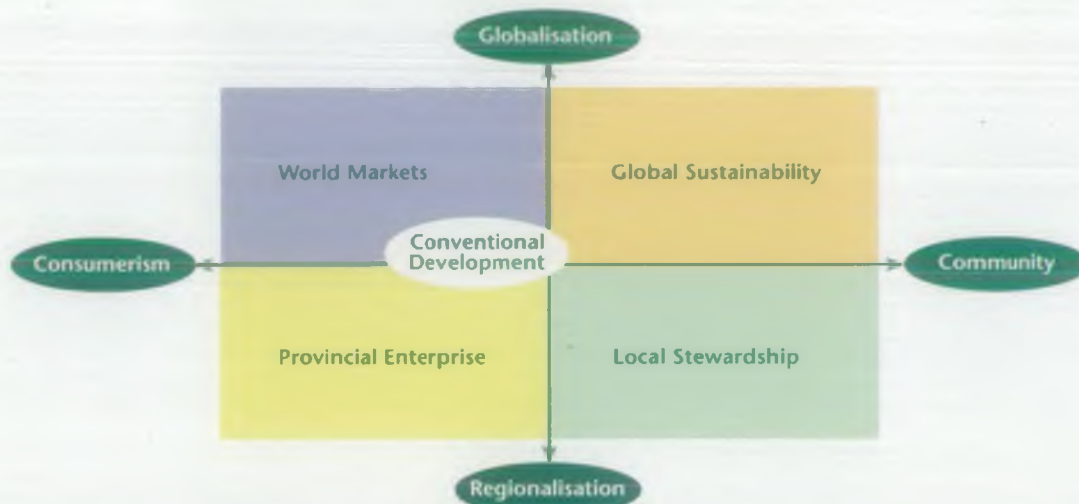 Globalisation
World Markets
Global Sustainability
Consumerism
Conventional
Development
Community
Provincial Enterprise
Local Stewardship
Regionalisation